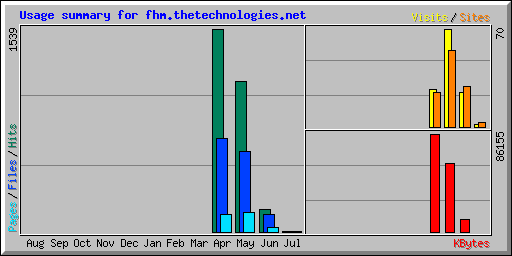 Usage summary for fhm.thetechnologies.net
Visits/Sites
1539
70
Pages/Files/Hits
86155
Aug Sep Oct Nov Dec Jan Feb Mar Apr May Jun Jul
KBytes